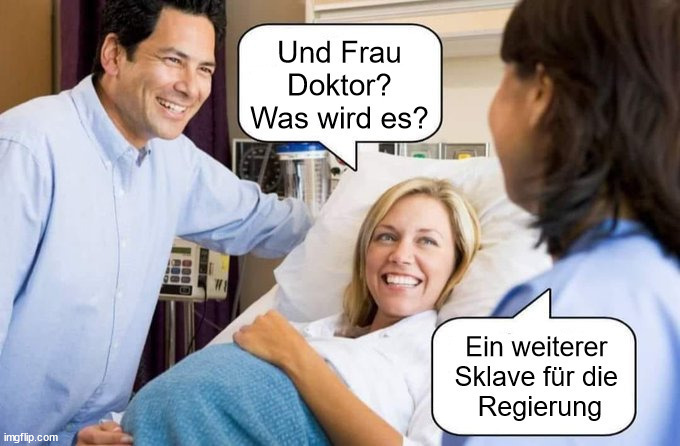 Und Frau
Doktor?
Was wird es?
Ein weiterer
Sklave für die
Regierung
imgflip.com